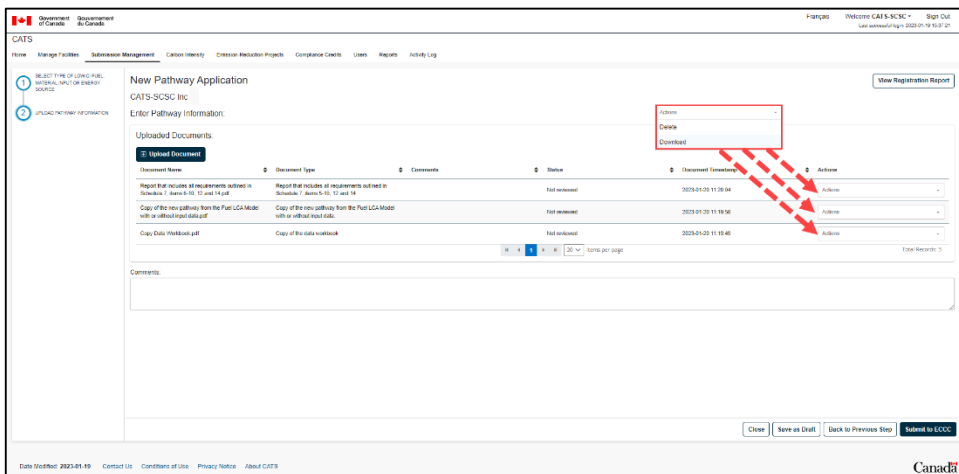 Government of Canada Gouvernement du Canada
Français Welcome CATS-SCSC Sign Out
Last successful login: 2023-01-19 15:37:21
CATS
Home Manage Facilities Submission Management Carbon Intensity Emission-Reduction Projects Compliance Credits Users Reports Activity Log
1 SELECT TYPE OF LOW-CI FUEL MATERIAL INPUT OR ENERGY SOURCE
2 UPLOAD PATHWAY INFORMATION
New Pathway Application
View Registration Report
CATS-SCSC Inc
Enter Pathway Information:
Actions
Delete
Download
Uploaded Documents:
Upload Document
Document Name Document Type Comments Status Document Timestamp Actions
Report that includes all requirements outlined in Schedule 7, items 5-10, 12 and 14.pdf
Report that includes all requirements outlined in Schedule 7, items 5-10, 12 and 14
Not reviewed 2023-01-20 11:20:04 Actions
Copy of the new pathway from the Fuel LCA Model with or without input data.pdf
Copy of the new pathway from the Fuel LCA Model with or without input data.
Not reviewed 2023-01-20 11:19:56 Actions
Copy Data Workbook.pdf Copy of the data workbook Not reviewed 2023-01-20 11:19:49 Actions
1 20 items per page Total Records: 3
Comments:
Close Save as Draft Back to Previous Step Submit to ECCC
Date Modified: 2023-01-19 Contact Us Conditions of Use Privacy Notice About CATS
Canada